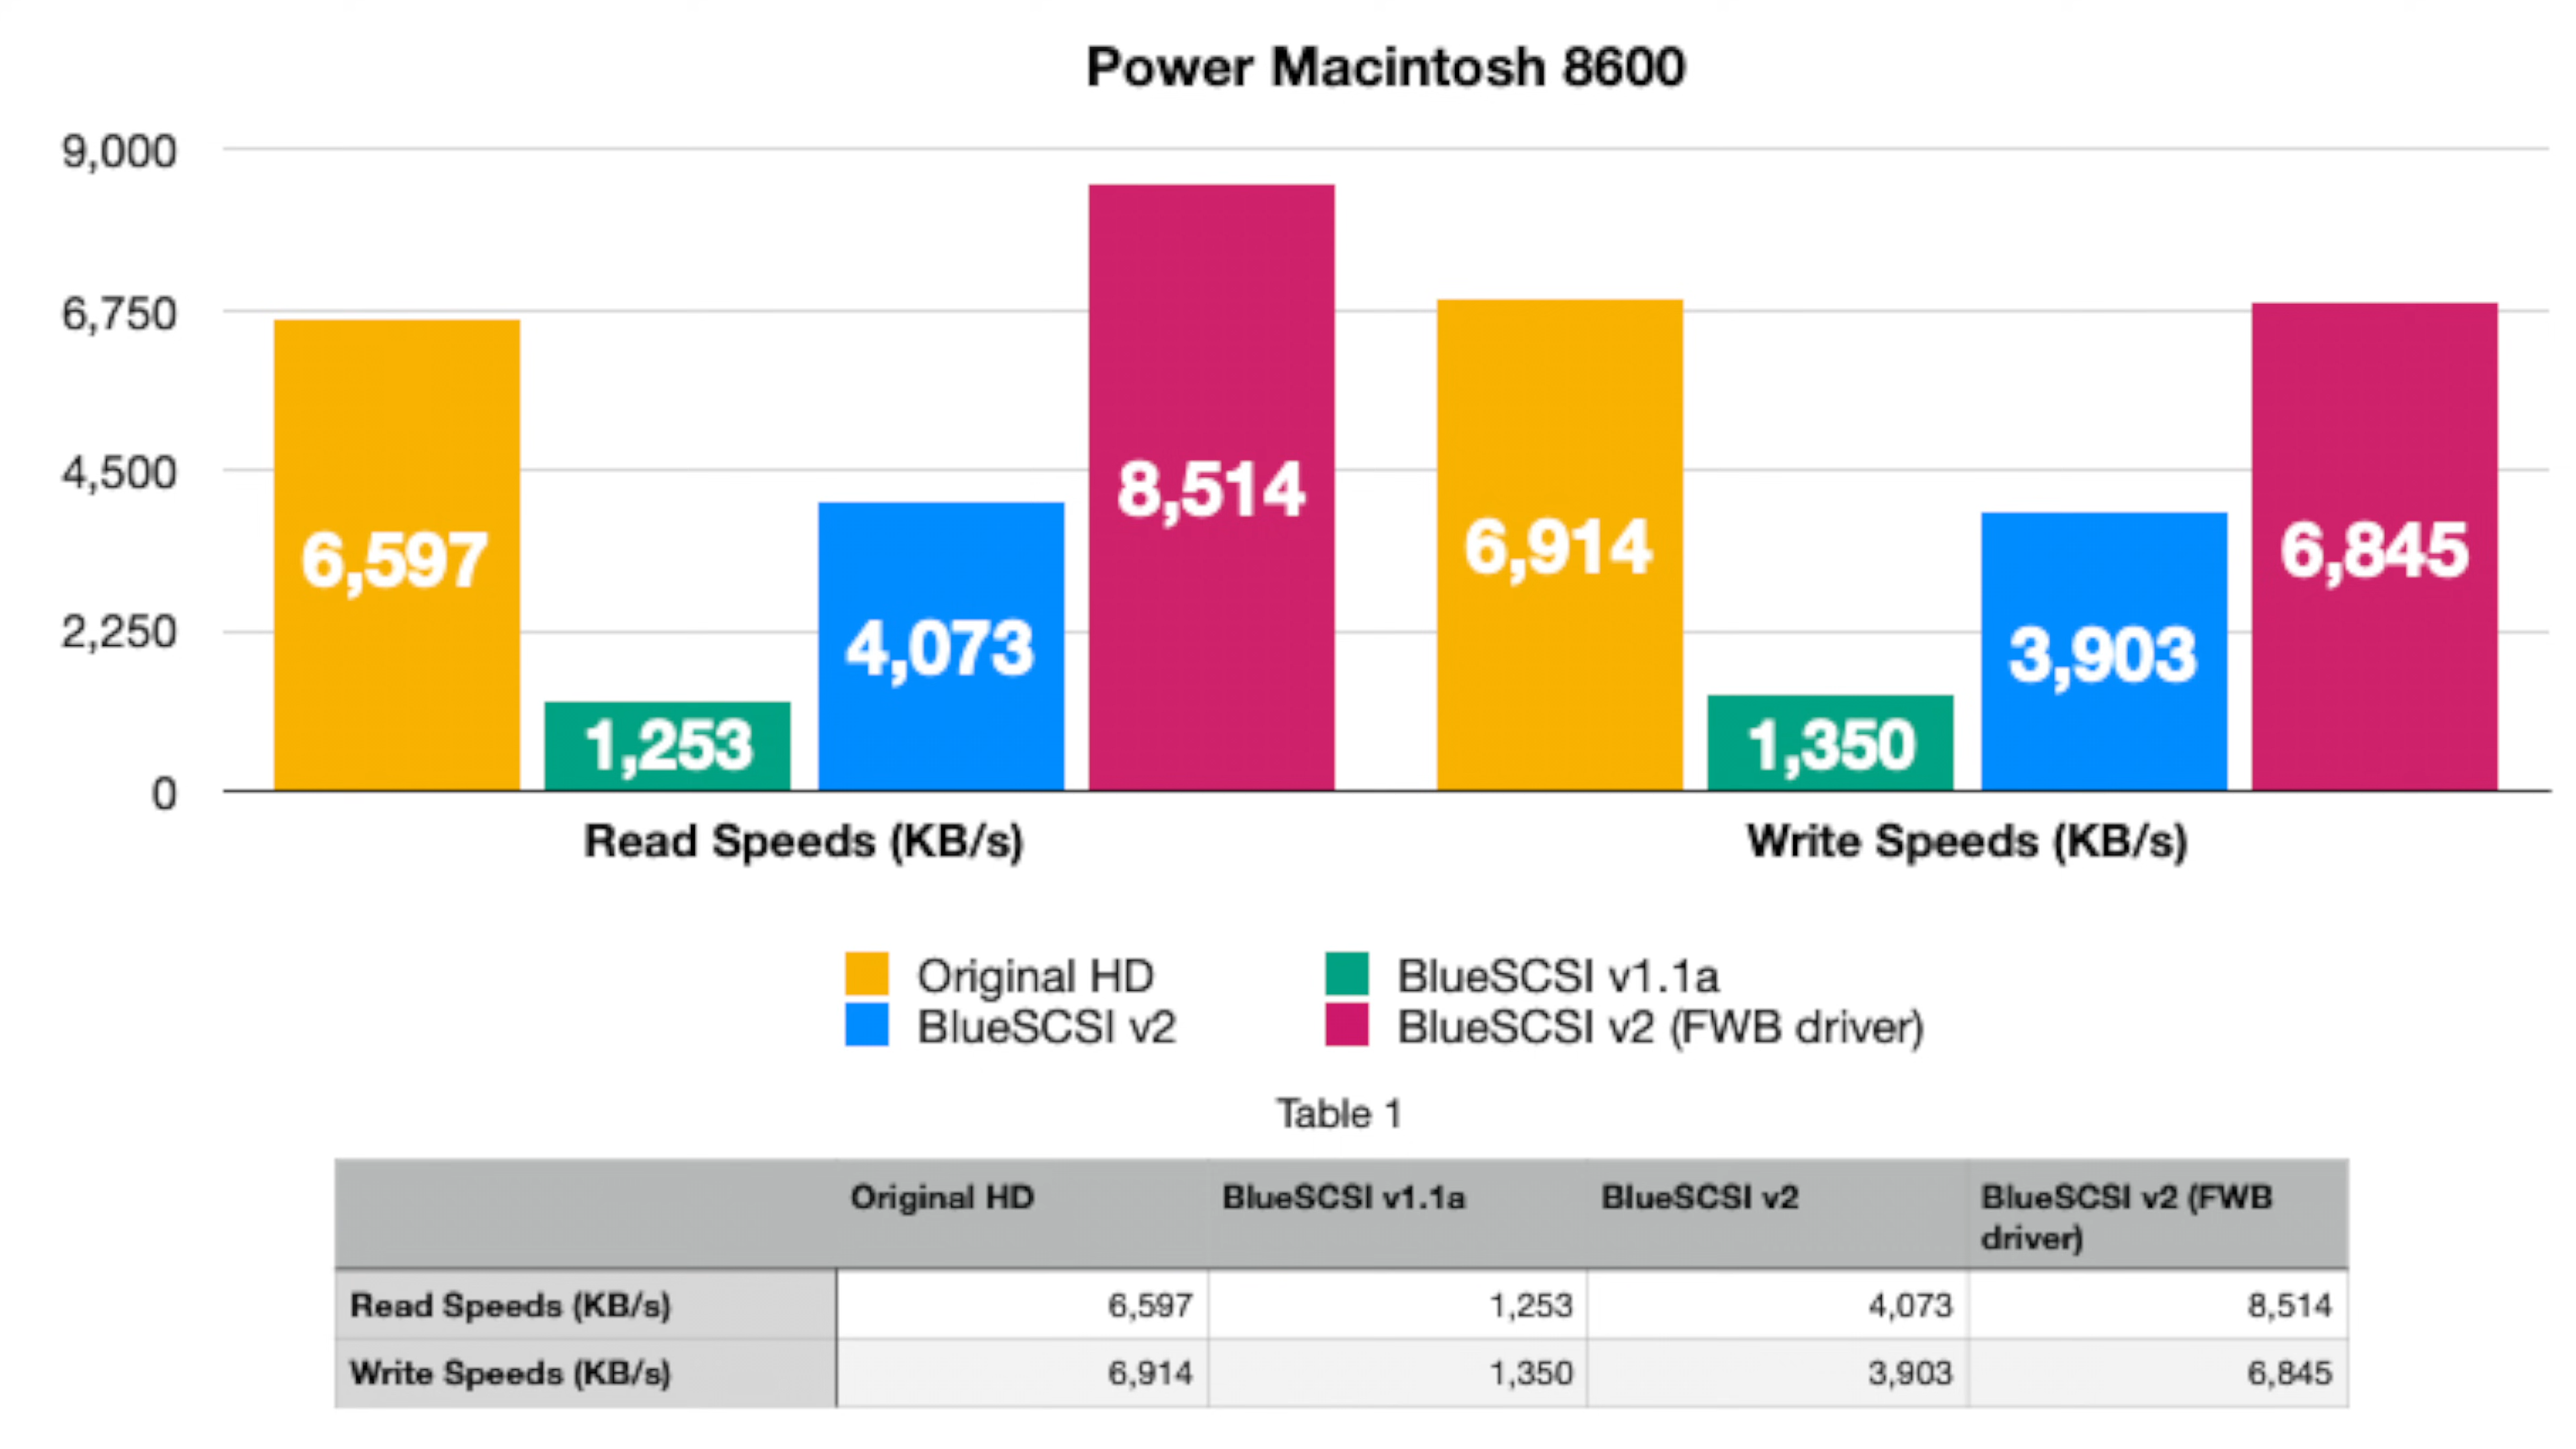 Power Macintosh 8600
9,000
6,750
4,500
2,250
0
6,597
1,253
4,073
8,514
6,914
1,350
3,903
6,845
Read Speeds (KB/s)
Write Speeds (KB/s)
Original HD
BlueSCSI v1.1a
BlueSCSI v2
BlueSCSI v2 (FWB driver)
Table 1
Original HD BlueSCSI v1.1a BlueSCSI v2 BlueSCSI v2 (FWB
driver)
Read Speeds (KB/s) 6,597 1,253 4,073 8,514
Write Speeds (KB/s) 6,914 1,350 3,903 6,845